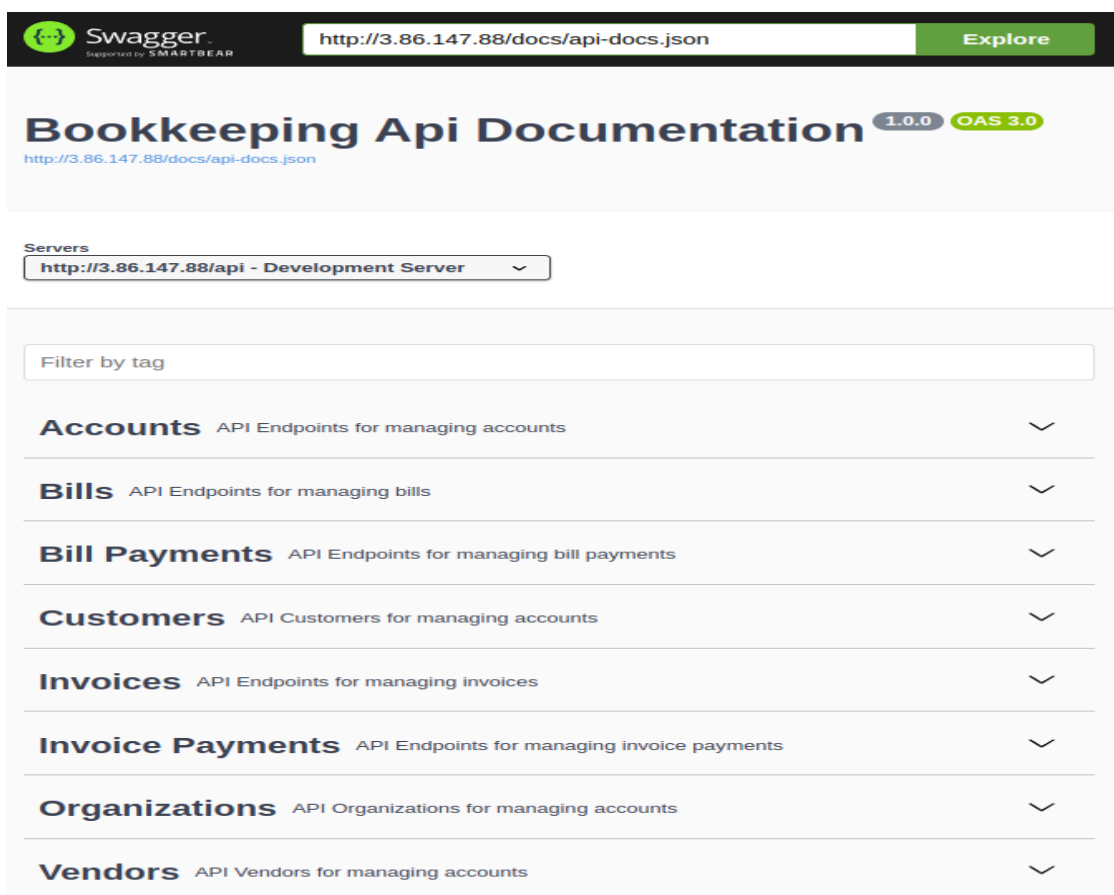 Swagger.
Supported by SMARTBEAR
http://3.86.147.88/docs/api-docs.json
Explore
Bookkeeping Api Documentation 1.0.0 OAS 3.0
http://3.86.147.88/docs/api-docs.json
Servers
http://3.86.147.88/api - Development Server
Filter by tag
Accounts API Endpoints for managing accounts
Bills API Endpoints for managing bills
Bill Payments API Endpoints for managing bill payments
Customers API Customers for managing accounts
Invoices API Endpoints for managing invoices
Invoice Payments API Endpoints for managing invoice payments
Organizations API Organizations for managing accounts
Vendors API Vendors for managing accounts